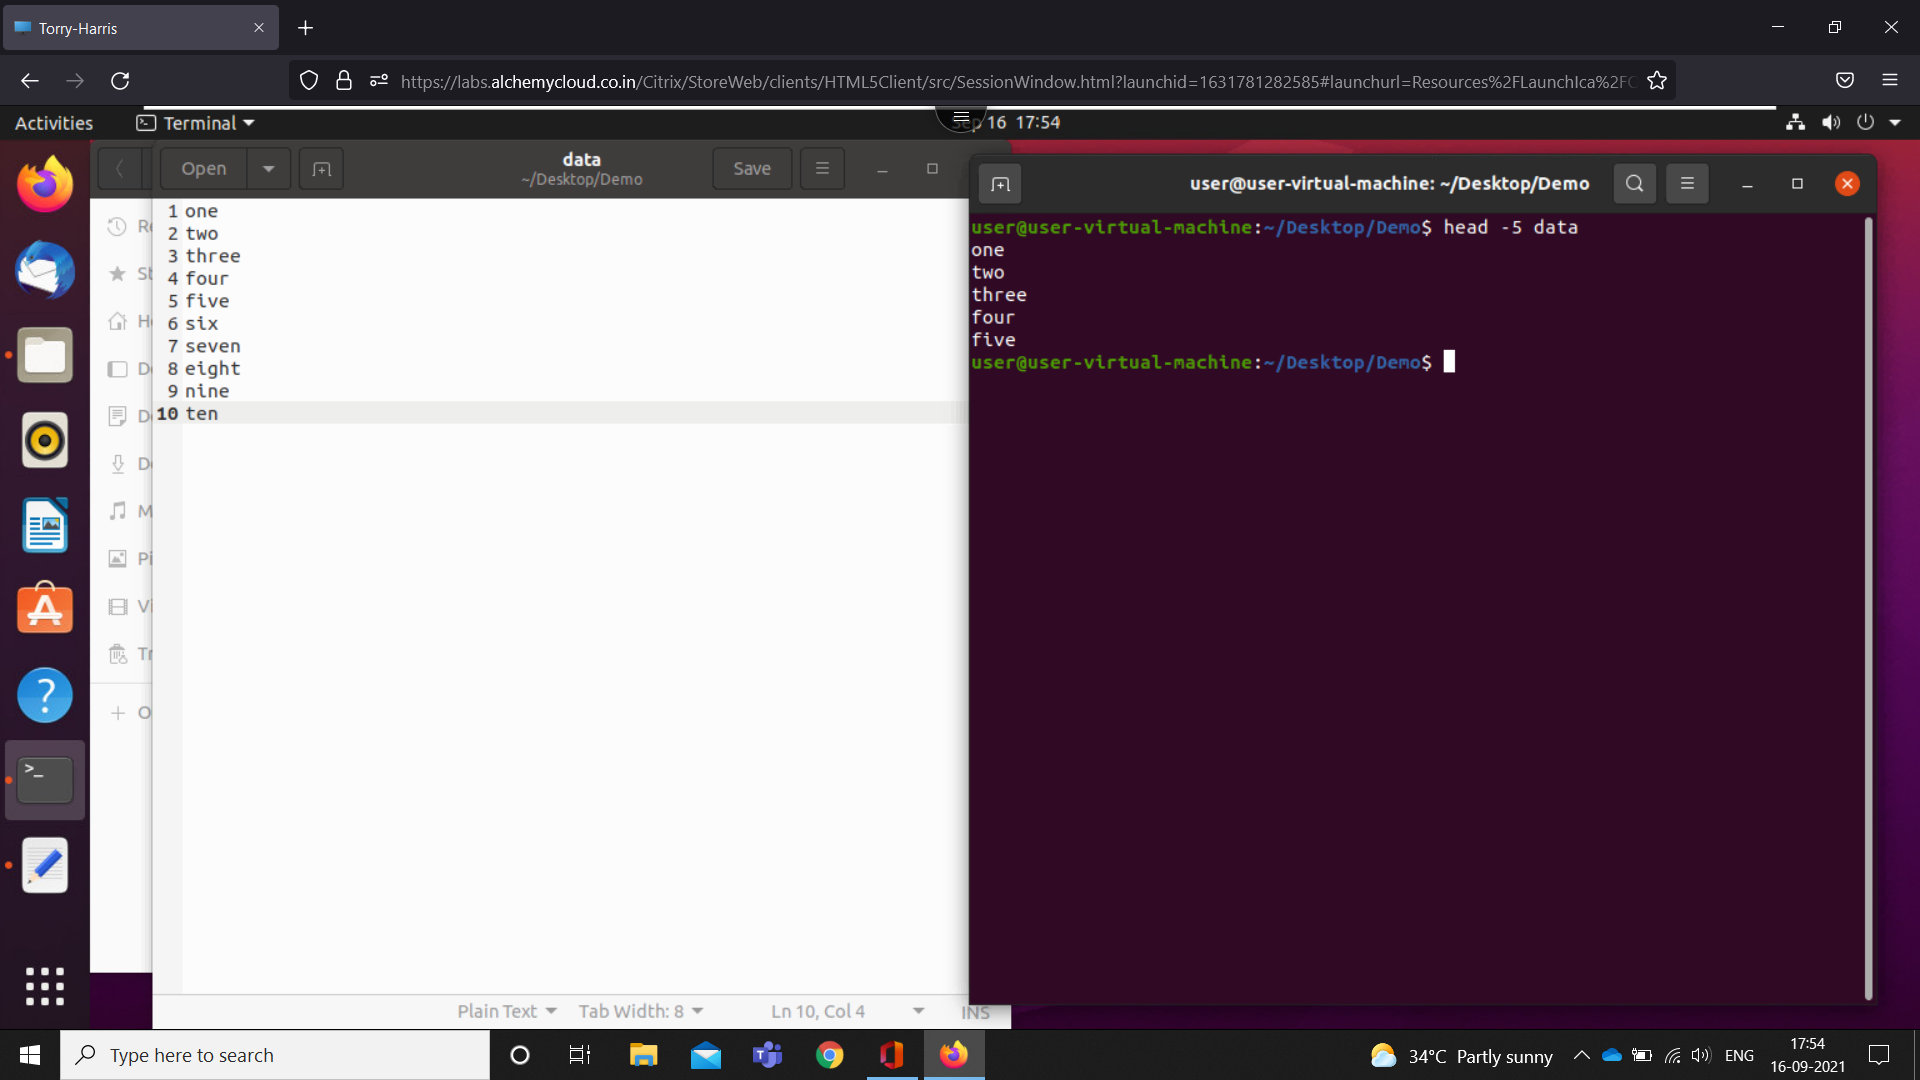 Torry-Harris
https://labs.alchemycloud.co.in/Citrix/StoreWeb/clients/HTML5Client/src/SessionWindow.html?launchid=1631781282585#launchurl=Resources%2FLaunchIca%2FC
Activities
Terminal
Sep 16 17:54
Open
data
~/Desktop/Demo
Save
1 one
2 two
3 three
4 four
5 five
6 six
7 seven
8 eight
9 nine
10 ten
Plain Text
Tab Width: 8
Ln 10, Col 4
INS
user@user-virtual-machine: ~/Desktop/Demo
user@user-virtual-machine:~/Desktop/Demo$ head -5 data
one
two
three
four
five
user@user-virtual-machine:~/Desktop/Demo$
Type here to search
34°C Partly sunny
ENG
17:54
16-09-2021